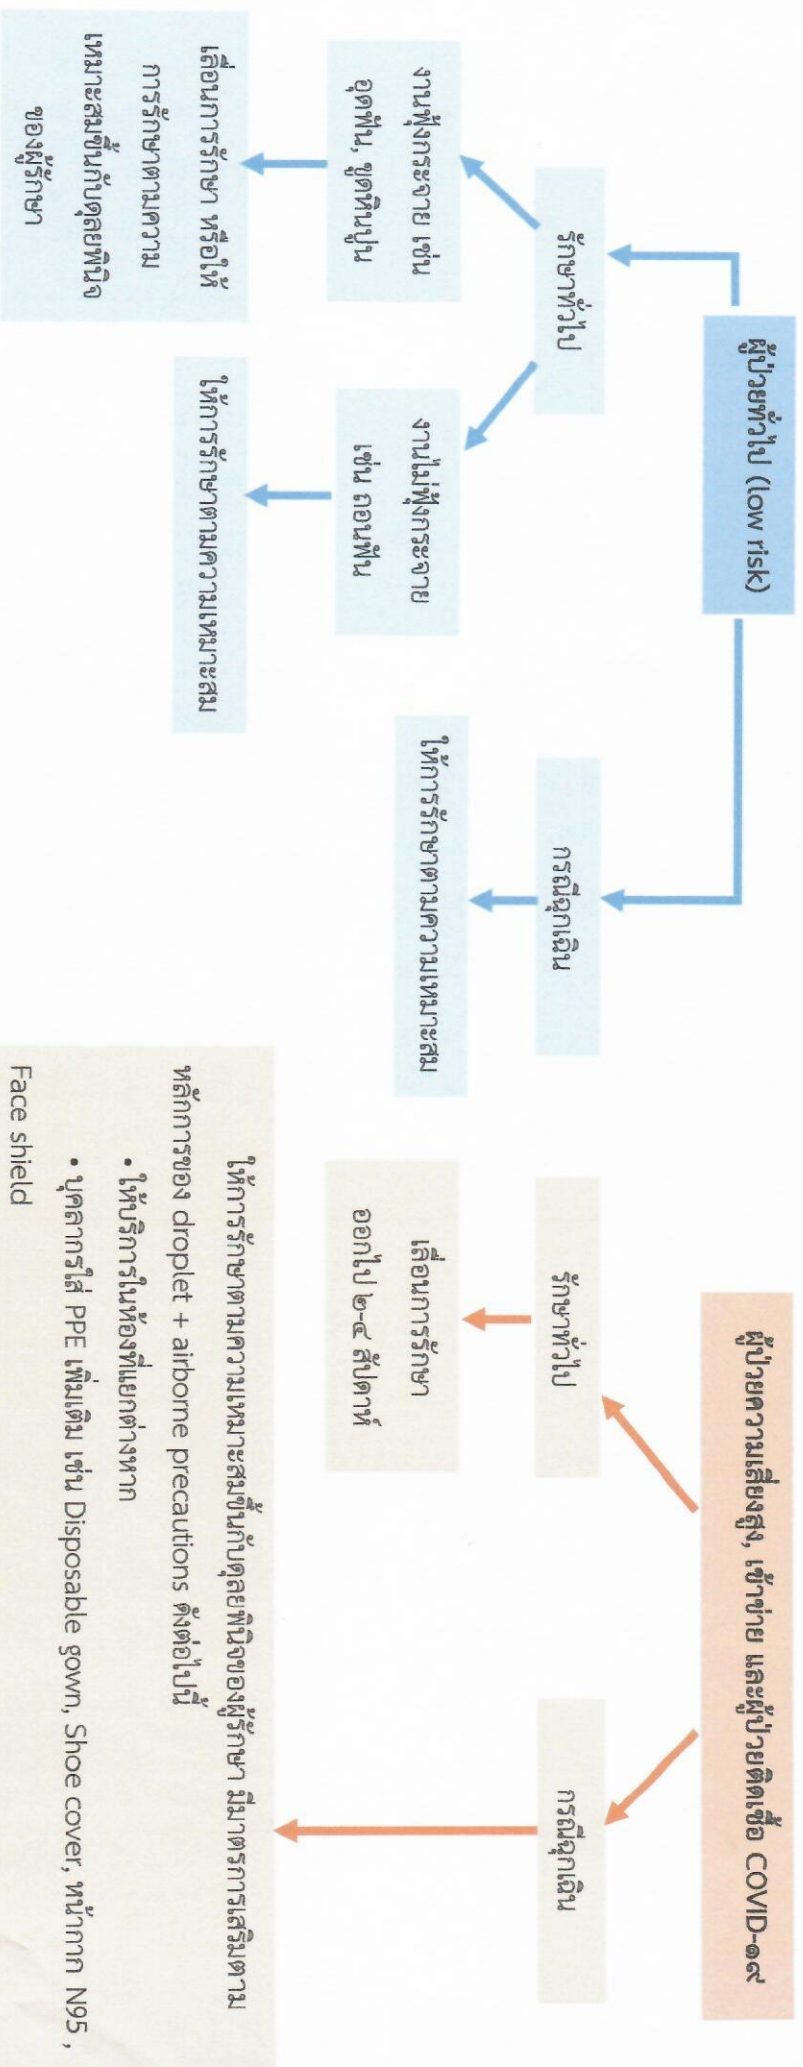 ผู้ป่วยทั่วไป (low risk)
รักษาทั่วไป
งานฟุ้งกระจาย เช่น
อุดฟัน, ขูดหินปูน
เลื่อนการรักษา หรือให้
การรักษาตามความ
เหมาะสมขึ้นกับดุลยพินิจ
ของผู้รักษา
งานไม่ฟุ้งกระจาย
เช่น ถอนฟัน
ให้การรักษาตามความเหมาะสม
กรณีฉุกเฉิน
ให้การรักษาตามความเหมาะสม
ผู้ป่วยความเสี่ยงสูง, เข้าข่าย และผู้ป่วยติดเชื้อ COVID-๑๙
รักษาทั่วไป
เลื่อนการรักษา
ออกไป ๒-๔ สัปดาห์
กรณีฉุกเฉิน
ให้การรักษาตามความเหมาะสมขึ้นกับดุลยพินิจของผู้รักษา มีมาตรการเสริมตาม
หลักการของ droplet + airborne precautions ดังต่อไปนี้
• ให้บริการในห้องที่แยกต่างหาก
• บุคลากรใส่ PPE เพิ่มเติม เช่น Disposable gown, Shoe cover, หน้ากาก N95 ,
Face shield